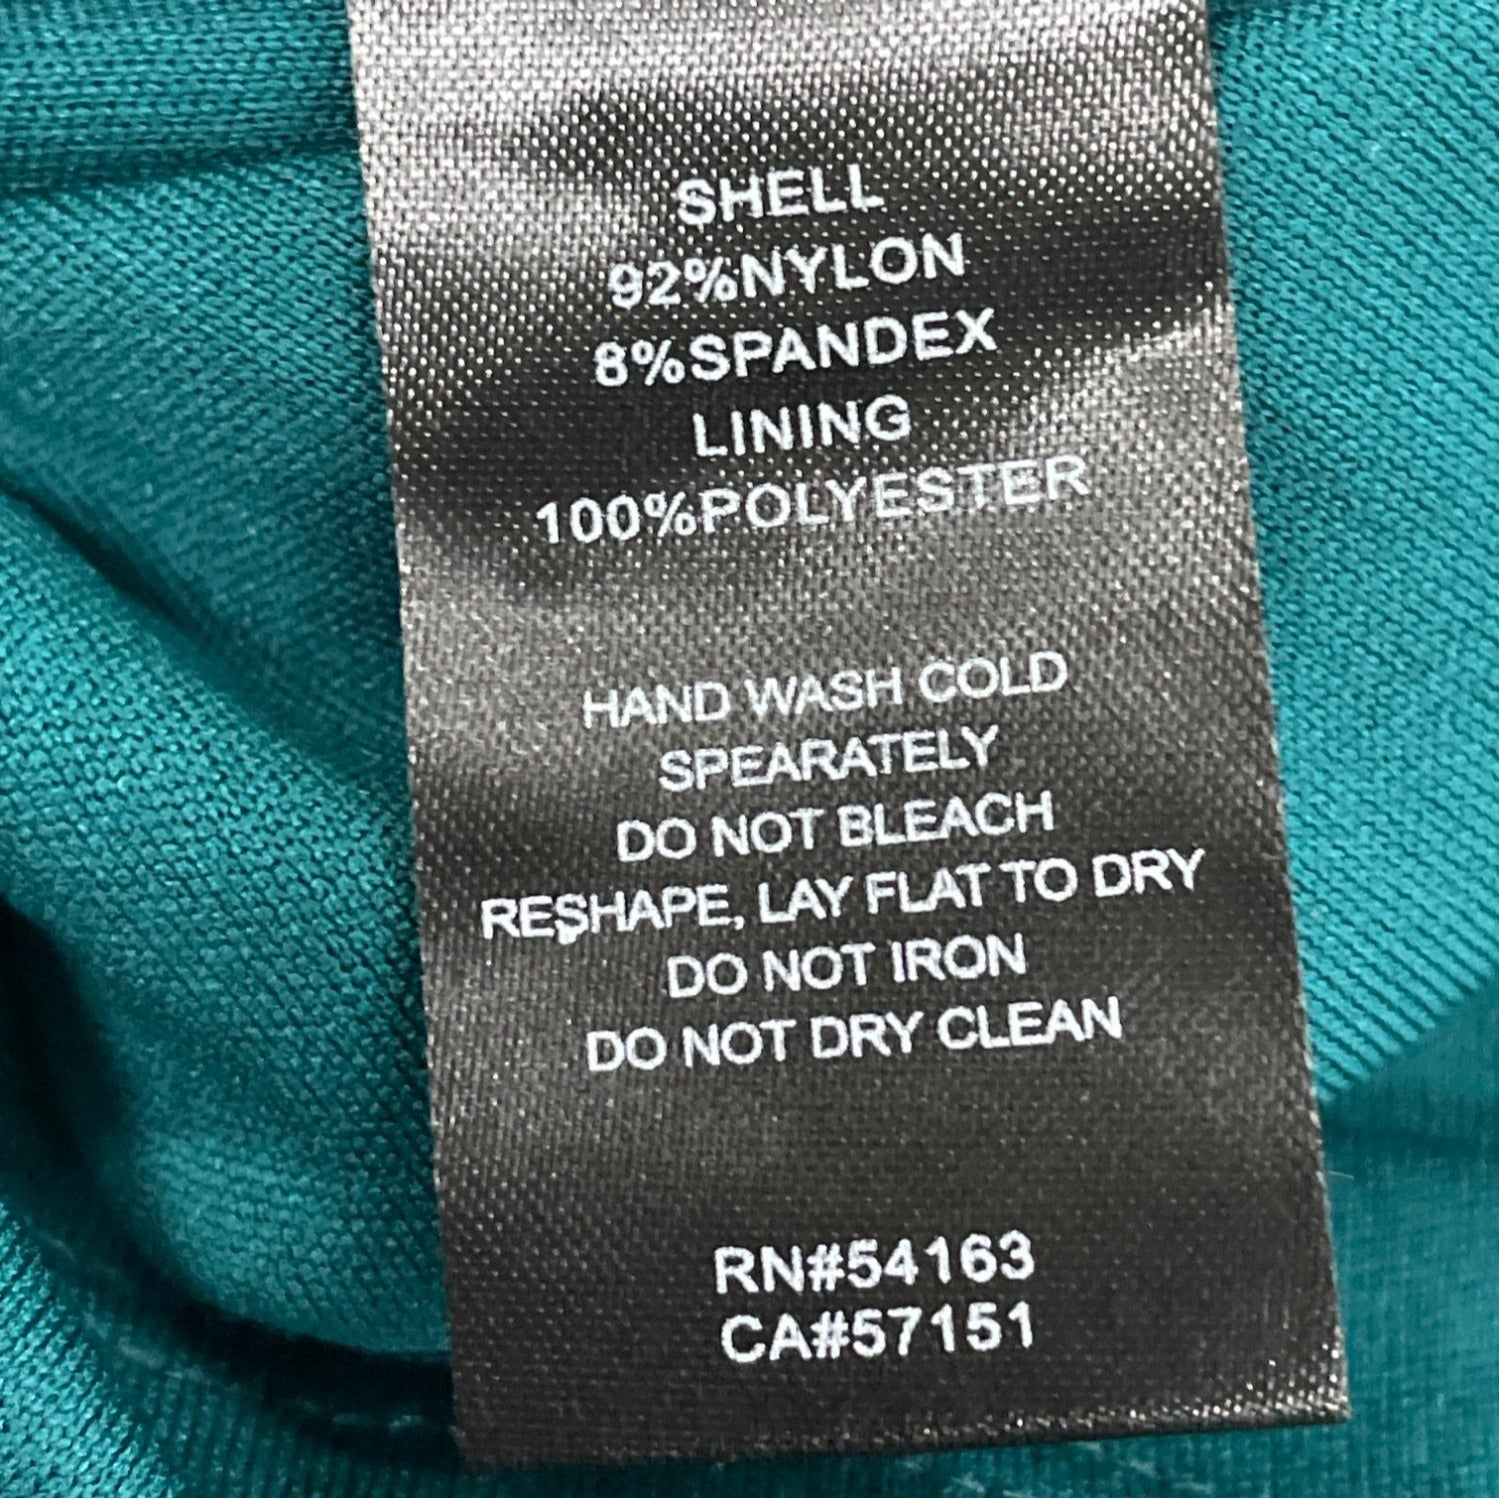 SHELL
92%NYLON
8%SPANDEX
LINING
100%POLYESTER
HAND WASH COLD
SPEARATELY
DO NOT BLEACH
RESHAPE, LAY FLAT TO DRY
DO NOT IRON
DO NOT DRY CLEAN
RN#54163
CA#57151